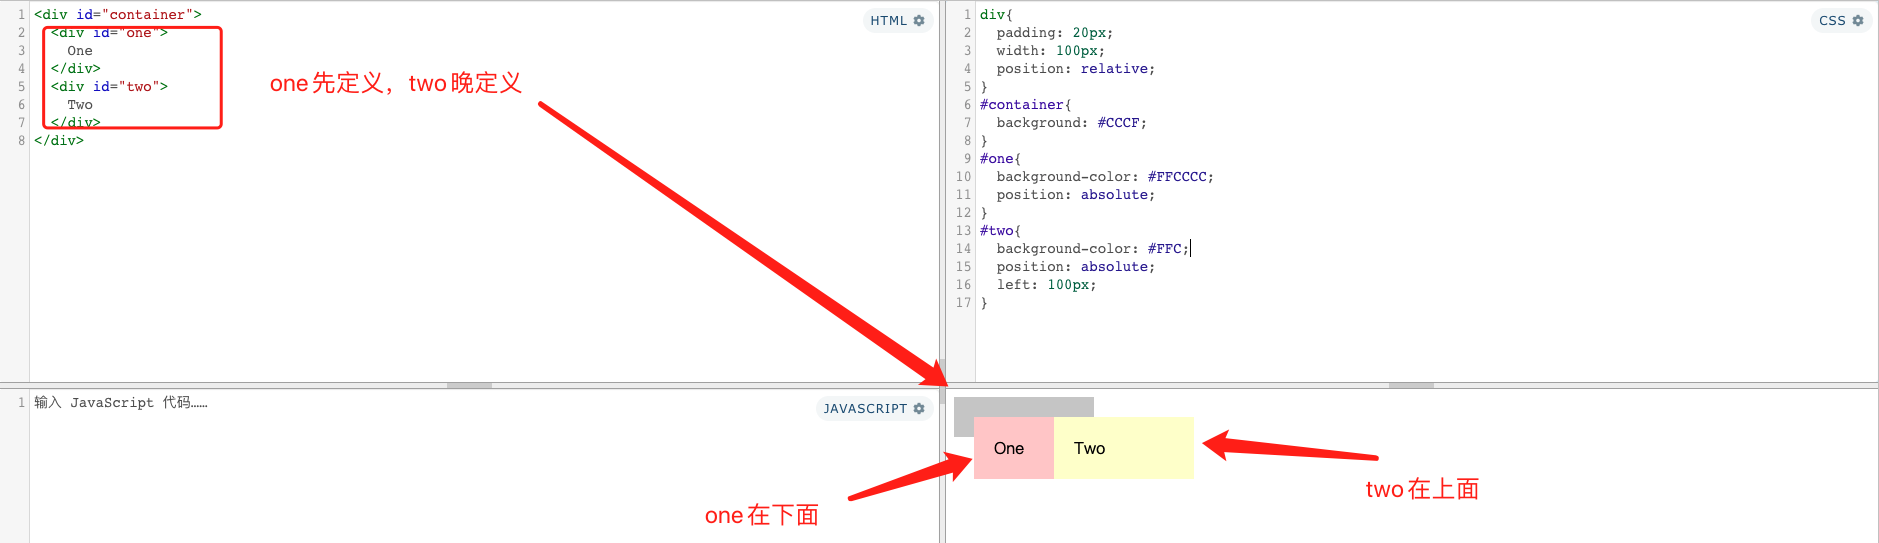 1 <div id="container">
2 <div id="one">
3 One
4 </div>
5 <div id="two">
6 Two
7 </div>
8 </div>
HTML
one先定义，two晚定义
1 div{
2 padding: 20px;
3 width: 100px;
4 position: relative;
5 }
6 #container{
7 background: #CCCF;
8 }
9 #one{
10 background-color: #FFCCCC;
11 position: absolute;
12 }
13 #two{
14 background-color: #FFC;
15 position: absolute;
16 left: 100px;
17 }
CSS
1 输入 JavaScript 代码……
JAVASCRIPT
One
Two
one在下面
two在上面